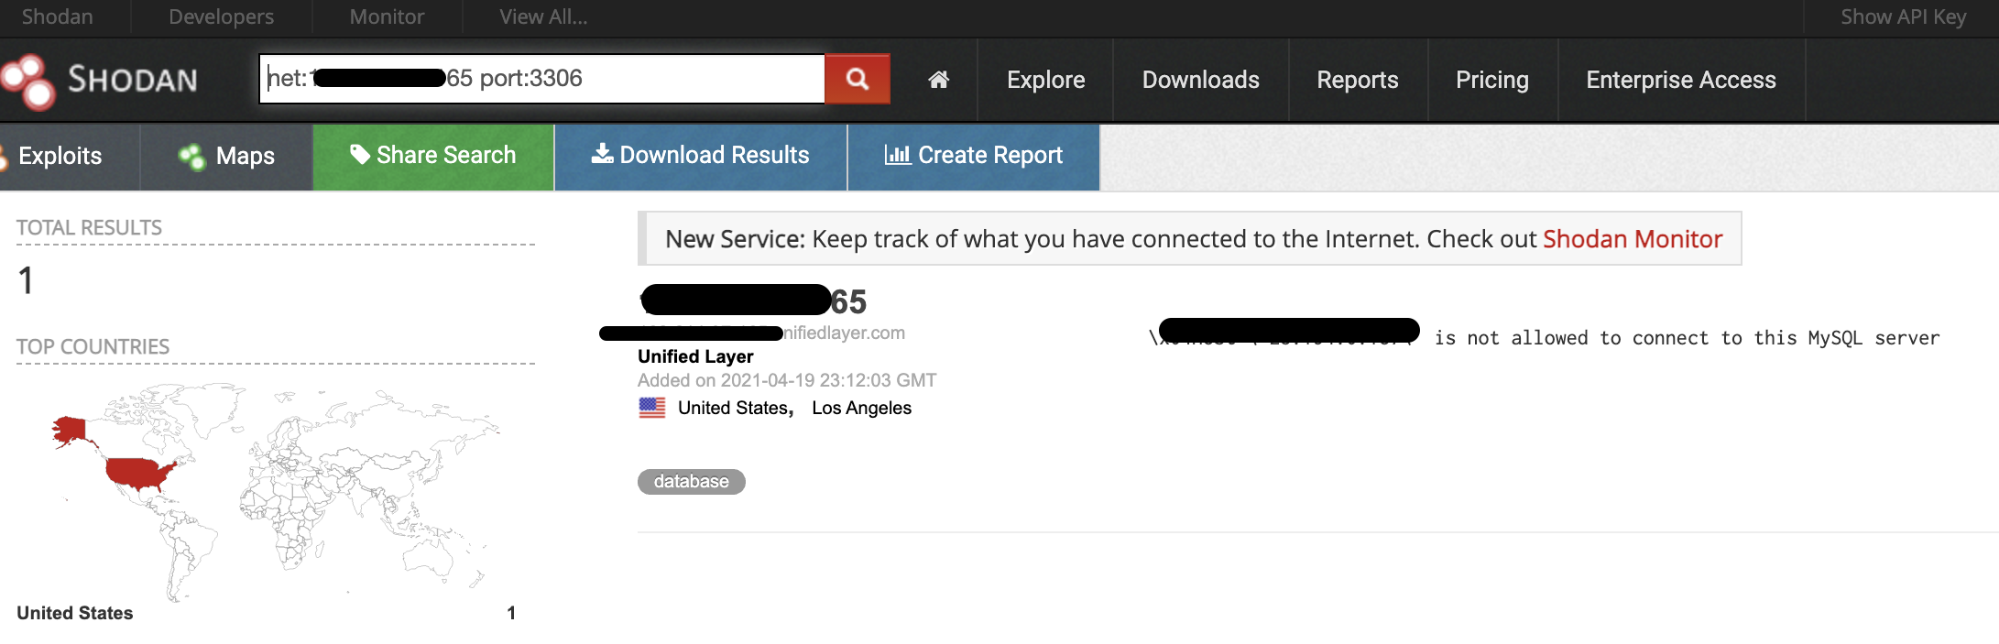 Shodan Developers Monitor View All... Show API Key
SHODAN net: 65 port:3306 Explore Downloads Reports Pricing Enterprise Access
Exploits Maps Share Search Download Results Create Report
TOTAL RESULTS
1
TOP COUNTRIES
United States 1
New Service: Keep track of what you have connected to the Internet. Check out Shodan Monitor
65
nifiedlayer.com
Unified Layer
Added on 2021-04-19 23:12:03 GMT
United States, Los Angeles
database
is not allowed to connect to this MySQL server